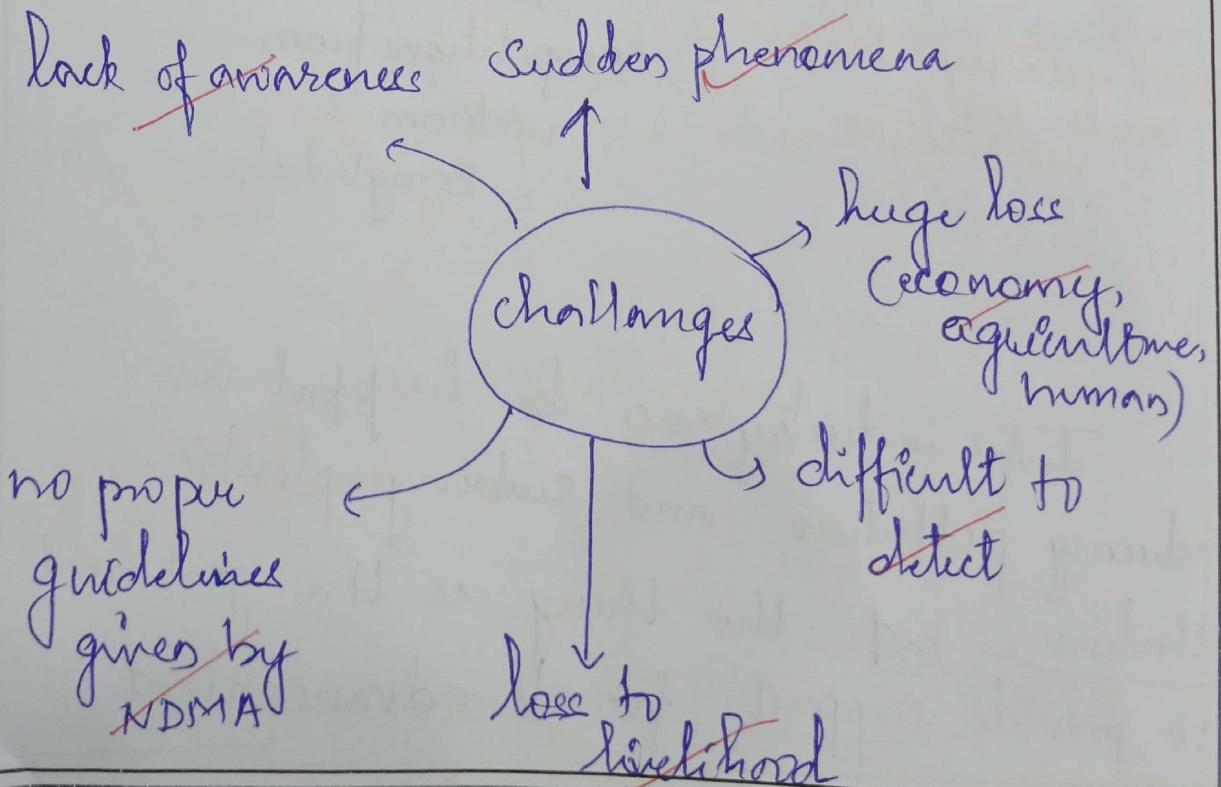 lack of awareness
sudden phenomena
huge loss
(economy,
agriculture,
human)
challanges
difficult to
detect
no proper
guidelines
given by
NDMA
loss to
livelihood